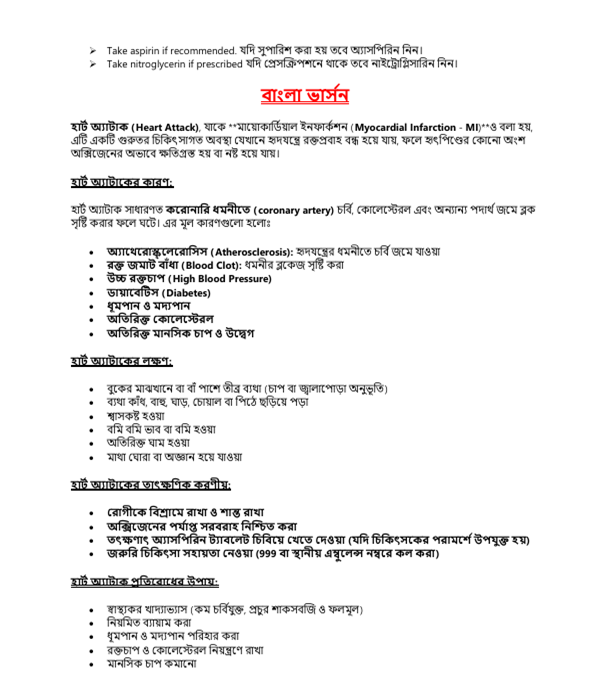 Take aspirin if recommended. যদি সুপারিশ করা হয় তবে অ্যাসপিরিন নিন।
Take nitroglycerin if prescribed যদি প্রেসক্রিপশনে থাকে তবে নাইট্রোগ্লিসারিন নিন।
বাংলা ভার্সন
হার্ট অ্যাটাক (Heart Attack), যাকে **মায়োকার্ডিয়াল ইনফার্কশন (Myocardial Infarction - MI)**ও বলা হয়,
এটি একটি গুরুতর চিকিৎসাগত অবস্থা যেখানে হৃদযন্ত্রে রক্তপ্রবাহ বন্ধ হয়ে যায়, ফলে হৃৎপিণ্ডের কোনো অংশ
অক্সিজেনের অভাবে ক্ষতিগ্রস্ত হয় বা নষ্ট হয়ে যায়।
হার্ট অ্যাটাকের কারণ:
হার্ট অ্যাটাক সাধারণত করোনারি ধমনীতে (coronary artery) চর্বি, কোলেস্টেরল এবং অন্যান্য পদার্থ জমে ব্লক
সৃষ্টি করার ফলে ঘটে। এর মূল কারণগুলো হলোঃ
অ্যাথেরোস্ক্লেরোসিস (Atherosclerosis): হৃদযন্ত্রের ধমনীতে চর্বি জমে যাওয়া
রক্ত জমাট বাঁধা (Blood Clot): ধমনীর ব্লকেজ সৃষ্টি করা
উচ্চ রক্তচাপ (High Blood Pressure)
ডায়াবেটিস (Diabetes)
ধূমপান ও মদ্যপান
অতিরিক্ত কোলেস্টেরল
অতিরিক্ত মানসিক চাপ ও উদ্বেগ
হার্ট অ্যাটাকের লক্ষণ:
বুকের মাঝখানে বা বাঁ পাশে তীব্র ব্যথা (চাপ বা জ্বালাপোড়া অনুভূতি)
ব্যথা কাঁধ, বাহু, ঘাড়, চোয়াল বা পিঠে ছড়িয়ে পড়া
শ্বাসকষ্ট হওয়া
বমি বমি ভাব বা বমি হওয়া
অতিরিক্ত ঘাম হওয়া
মাথা ঘোরা বা অজ্ঞান হয়ে যাওয়া
হার্ট অ্যাটাকের তাৎক্ষণিক করণীয়:
রোগীকে বিশ্রামে রাখা ও শান্ত রাখা
অক্সিজেনের পর্যাপ্ত সরবরাহ নিশ্চিত করা
তৎক্ষণাৎ অ্যাসপিরিন ট্যাবলেট চিবিয়ে খেতে দেওয়া (যদি চিকিৎসকের পরামর্শে উপযুক্ত হয়)
জরুরি চিকিৎসা সহায়তা নেওয়া (999 বা স্থানীয় এম্বুলেন্স নম্বরে কল করা)
হার্ট অ্যাটাক প্রতিরোধের উপায়:
স্বাস্থ্যকর খাদ্যাভ্যাস (কম চর্বিযুক্ত, প্রচুর শাকসবজি ও ফলমূল)
নিয়মিত ব্যায়াম করা
ধূমপান ও মদ্যপান পরিহার করা
রক্তচাপ ও কোলেস্টেরল নিয়ন্ত্রণে রাখা
মানসিক চাপ কমানো